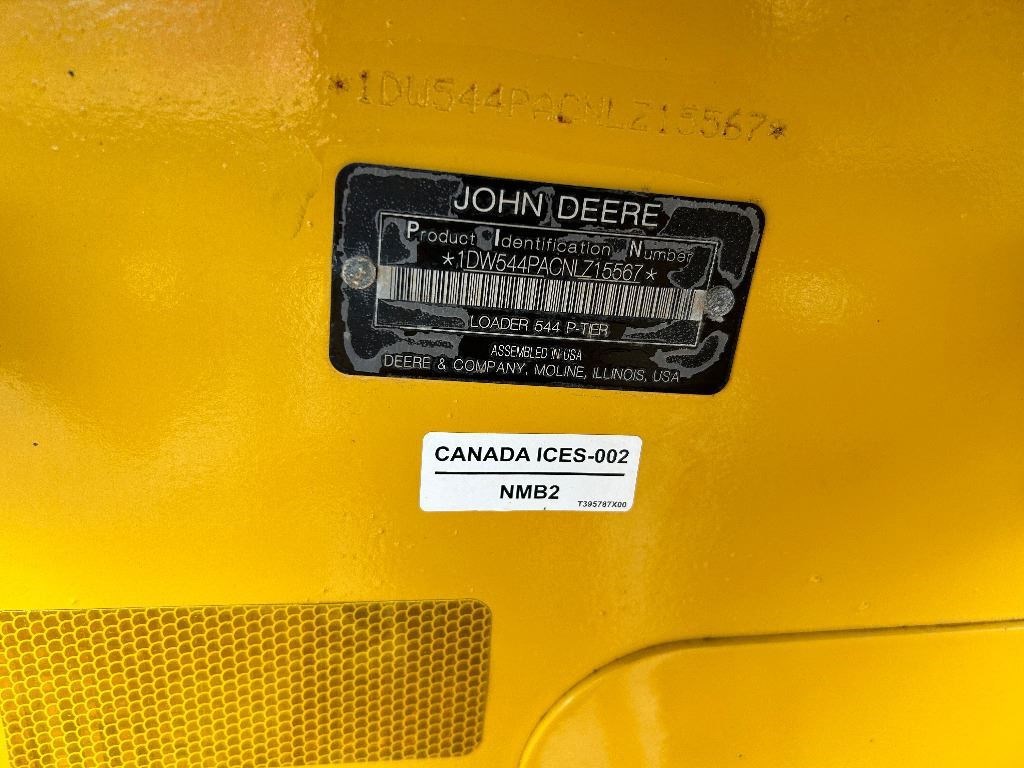 *1DW544PACNLZ15567*
JOHN DEERE
Product Identification Number
*1DW544PACNLZ15567*
LOADER 544 P-TIER
ASSEMBLED IN USA
DEERE & COMPANY, MOLINE, ILLINOIS, USA
CANADA ICES-002
NMB2
T395787X00